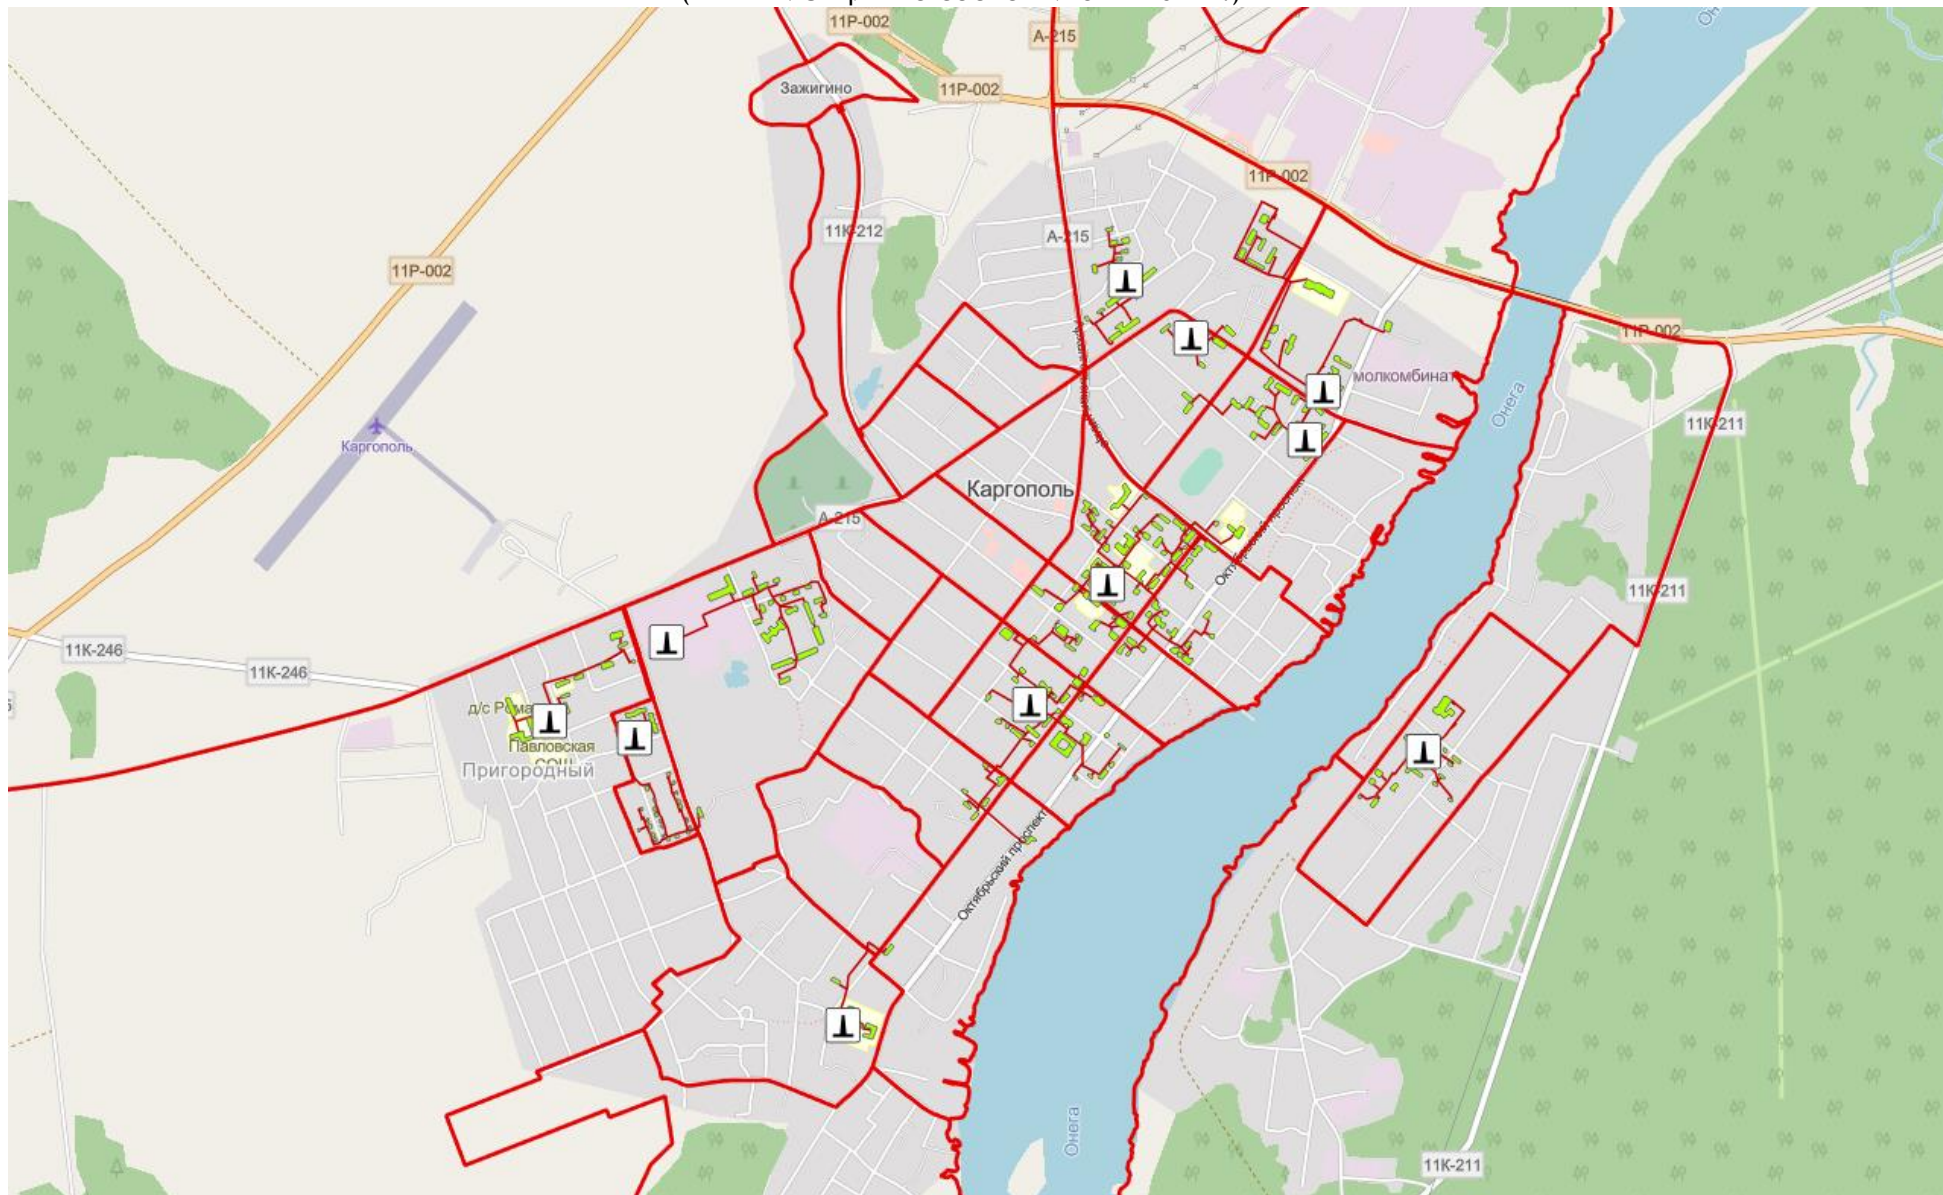 11Р-002
А-215
Зажигино
11Р-002
11Р-002
11К-212
А-215
11Р-002
11Р-002
молкомбинат
Онега
11К-211
Каргополь
Каргополь
А-215
Октябрьский проспект
11К-211
11К-246
11К-246
д/с Рома
Павловская
СОШ
Пригородный
Октябрьский проспект
Онега
11К-211